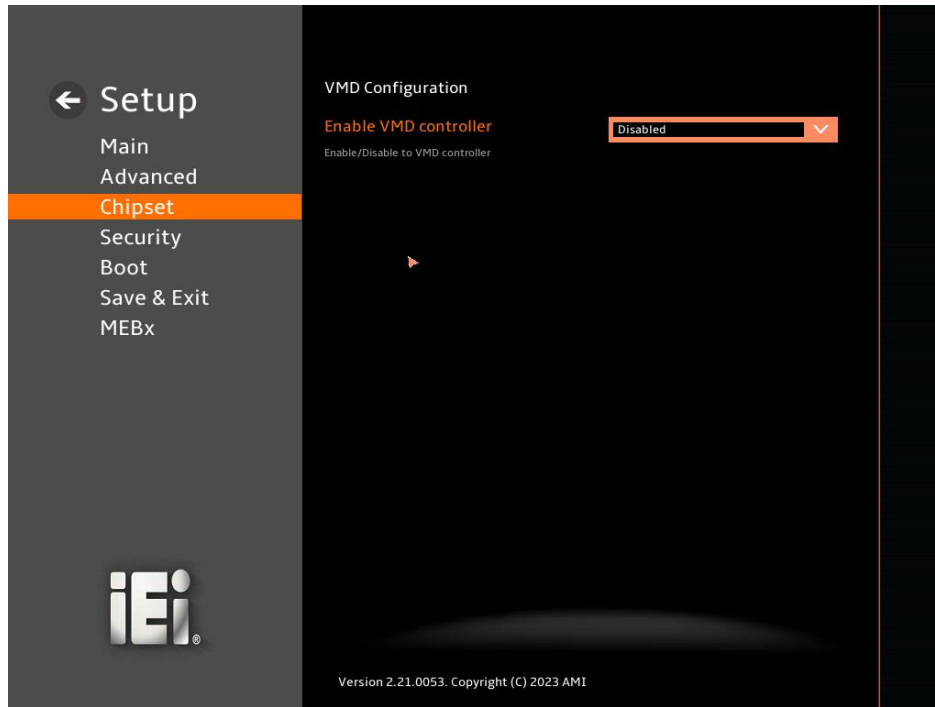 Setup
Main
Advanced
Chipset
Security
Boot
Save & Exit
MEBx
iEi®
VMD Configuration
Enable VMD controller
Disabled
Enable/Disable to VMD controller
Version 2.21.0053. Copyright (C) 2023 AMI